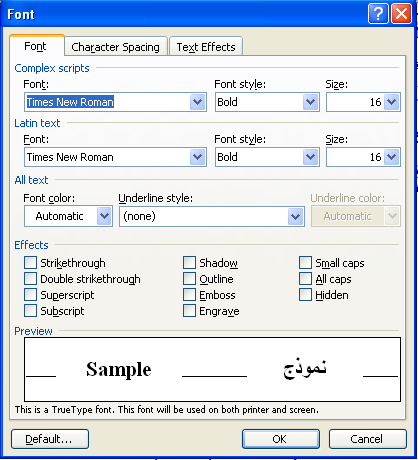 Font
Font Character Spacing Text Effects
Complex scripts
Font: Font style: Size:
Times New Roman Bold 16
Latin text
Font: Font style: Size:
Times New Roman Bold 16
All text
Font color: Underline style: Underline color:
Automatic (none) Automatic
Effects
Strikethrough Shadow Small caps
Double strikethrough Outline All caps
Superscript Emboss Hidden
Subscript Engrave
Preview
Sample نموذج
This is a TrueType font. This font will be used on both printer and screen.
Default... OK Cancel